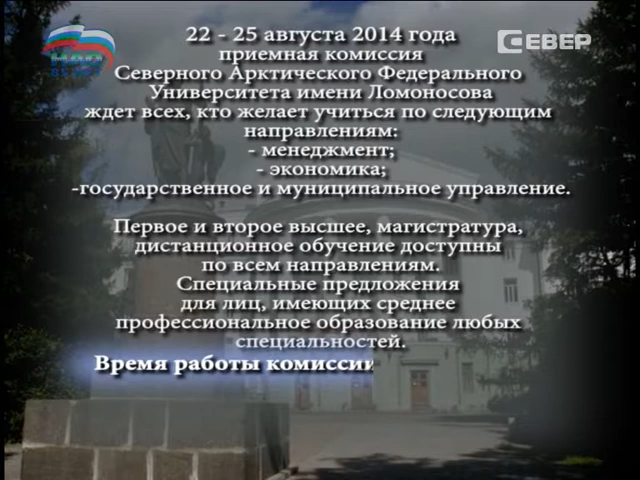 СЕВЕР
22 - 25 августа 2014 года
приемная комиссия
Северного Арктического Федерального
Университета имени Ломоносова
ждет всех, кто желает учиться по следующим
направлениям:
- менеджмент;
- экономика;
-государственное и муниципальное управление.
Первое и второе высшее, магистратура,
дистанционное обучение доступны
по всем направлениям.
Специальные предложения
для лиц, имеющих среднее
профессиональное образование любых
специальностей.
Время работы комиссии